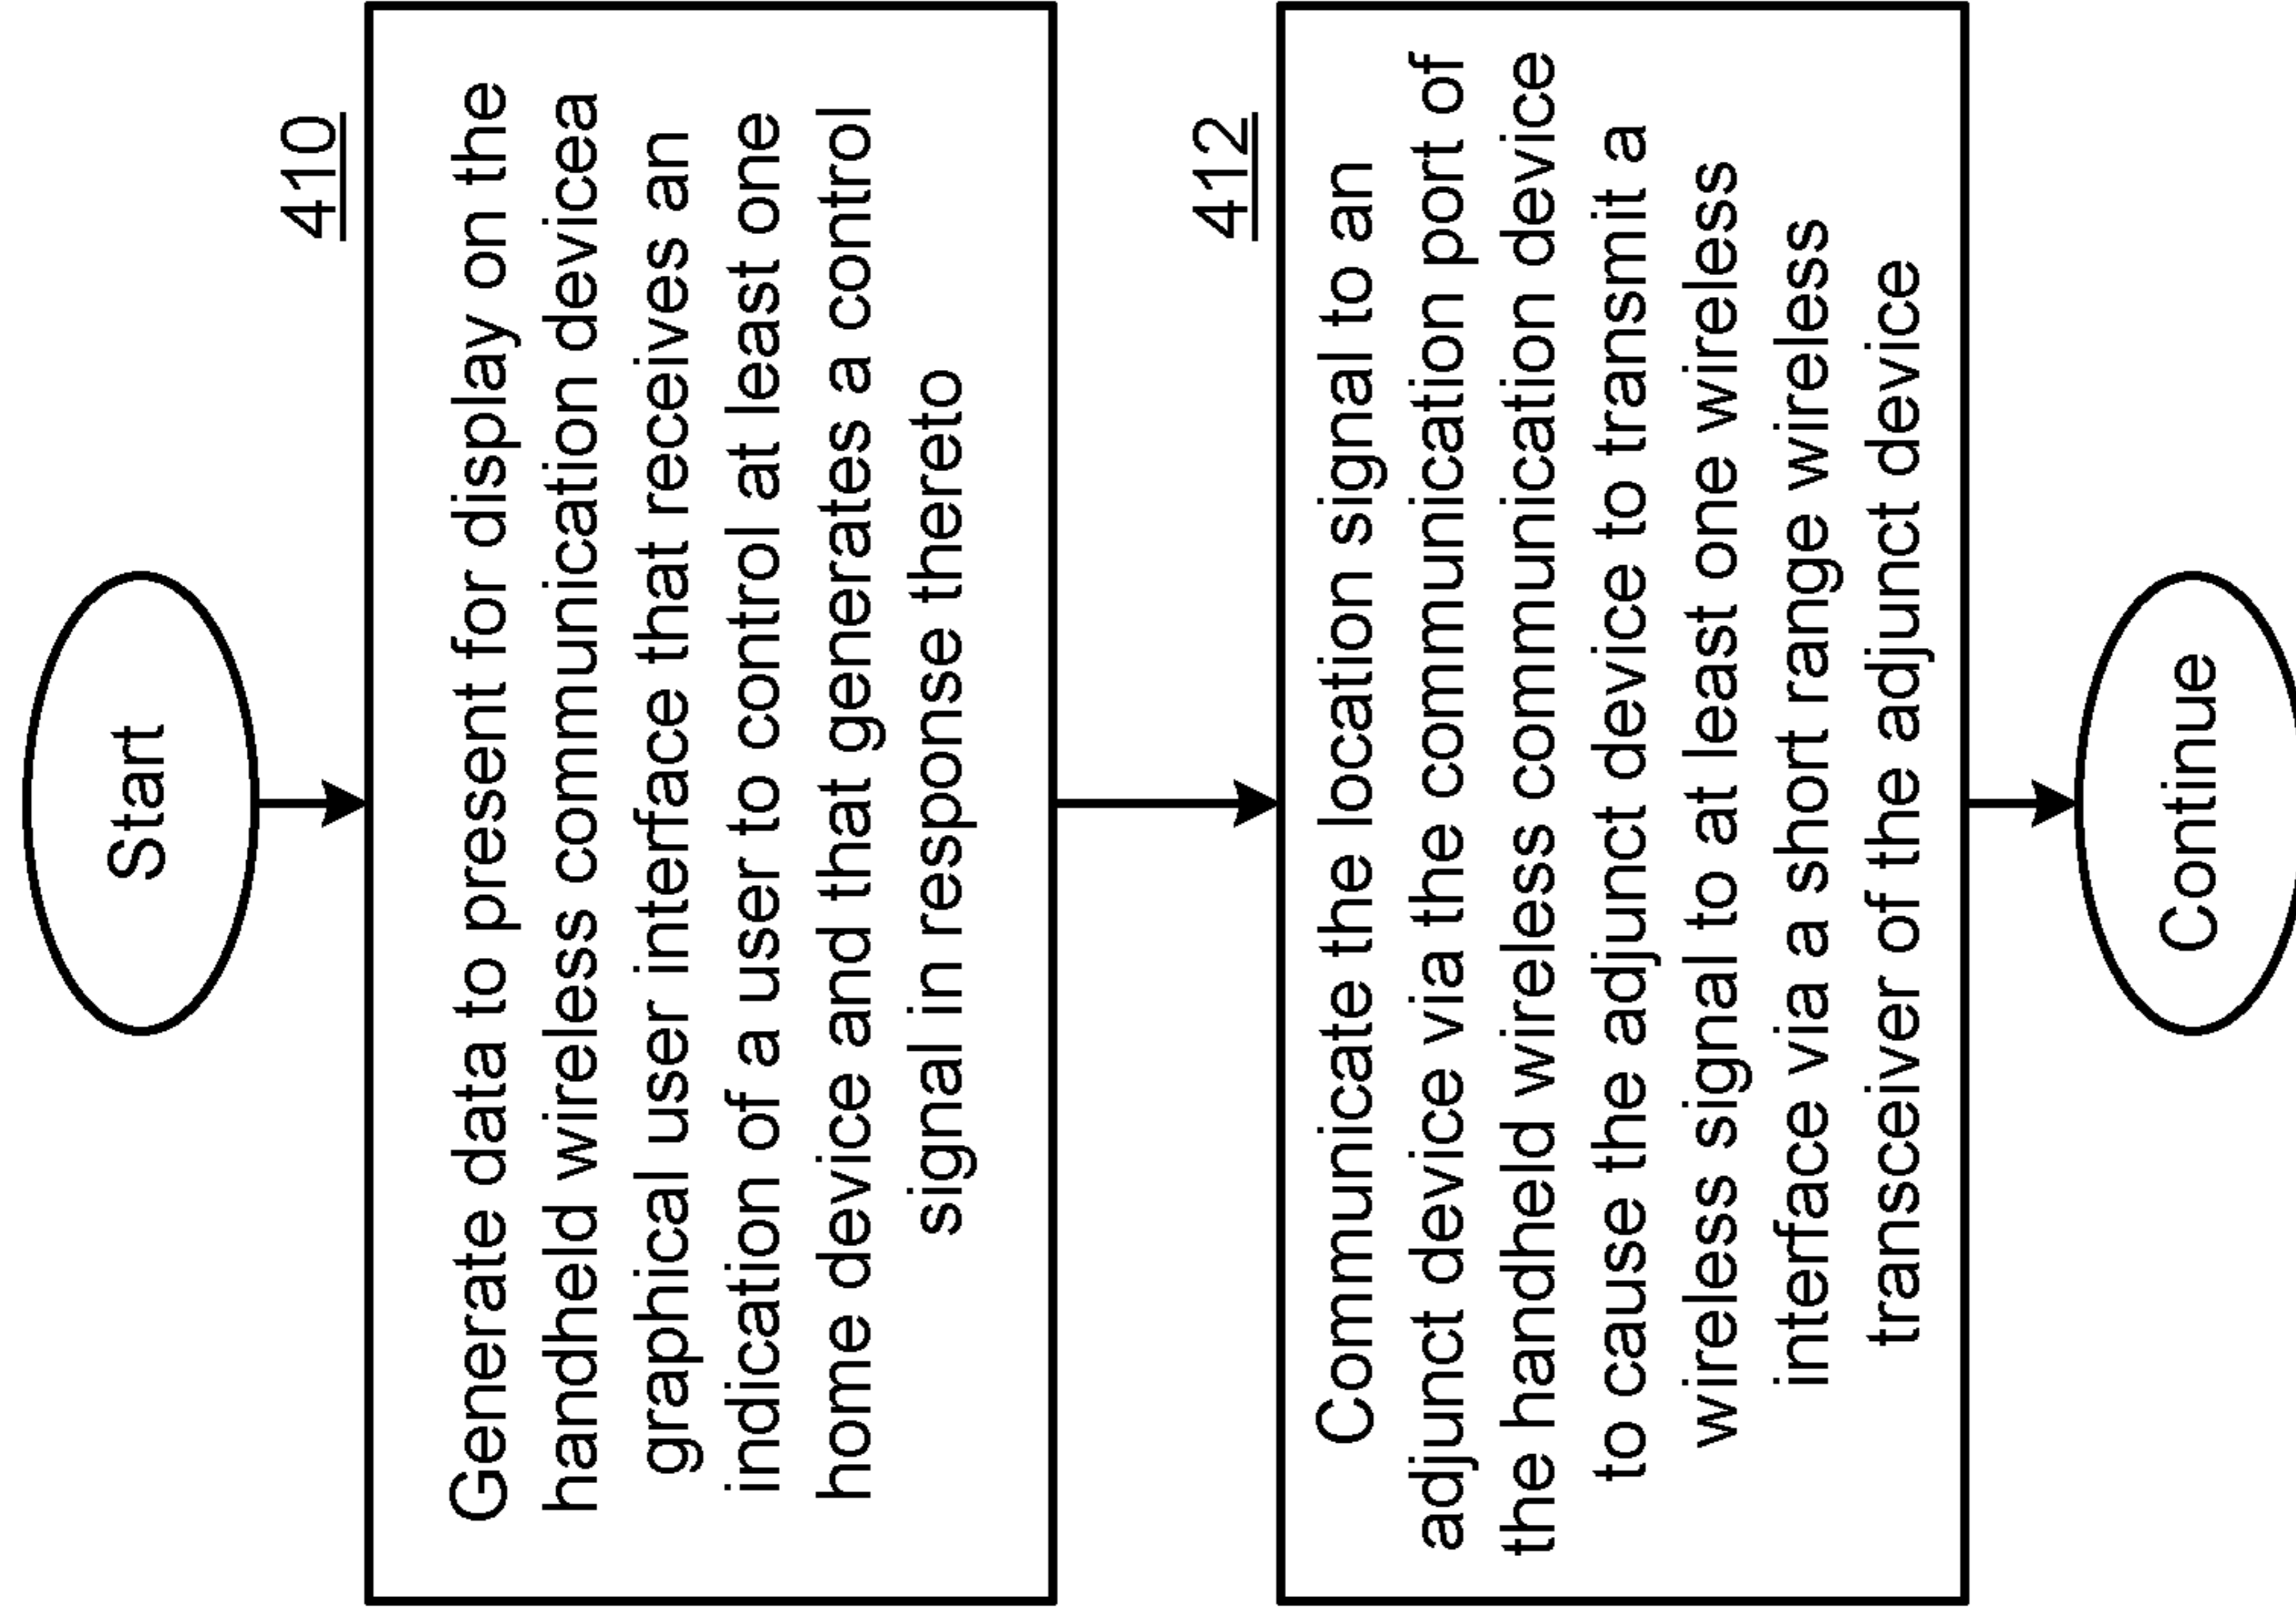 Start
410
Generate data to present for display on the
handheld wireless communication devicea
graphical user interface that receives an
indication of a user to control at least one
home device and that generates a control
signal in response thereto
412
Communicate the location signal to an
adjunct device via the communication port of
the handheld wireless communication device
to cause the adjunct device to transmit a
wireless signal to at least one wireless
interface via a short range wireless
transceiver of the adjunct device
Continue